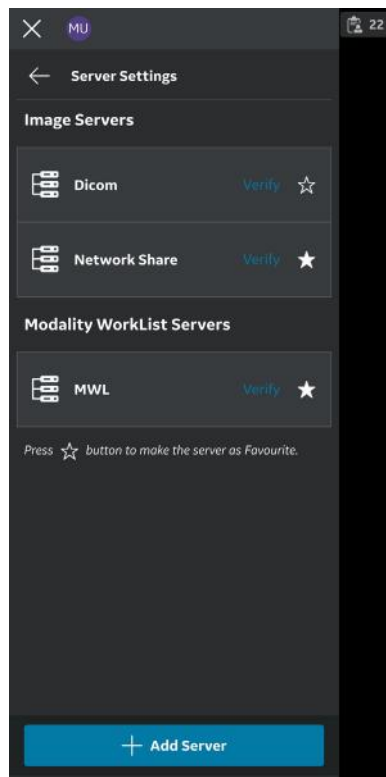 MU
22
Server Settings
Image Servers
Dicom Verify
Network Share Verify
Modality WorkList Servers
MWL Verify
Press button to make the server as Favourite.
Add Server